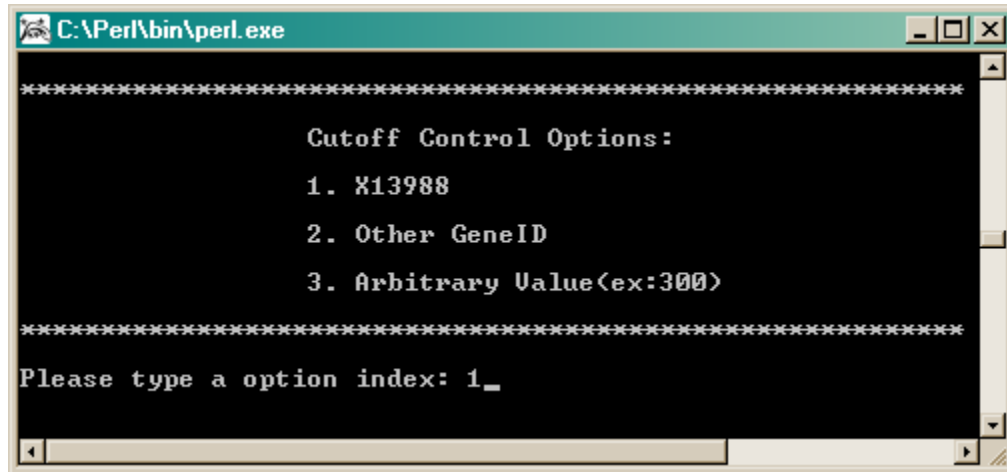 C:\Perl\bin\perl.exe
***********************************************************
Cutoff Control Options:
1. X13988
2. Other GeneID
3. Arbitrary Value(ex:300)
***********************************************************
Please type a option index: 1_